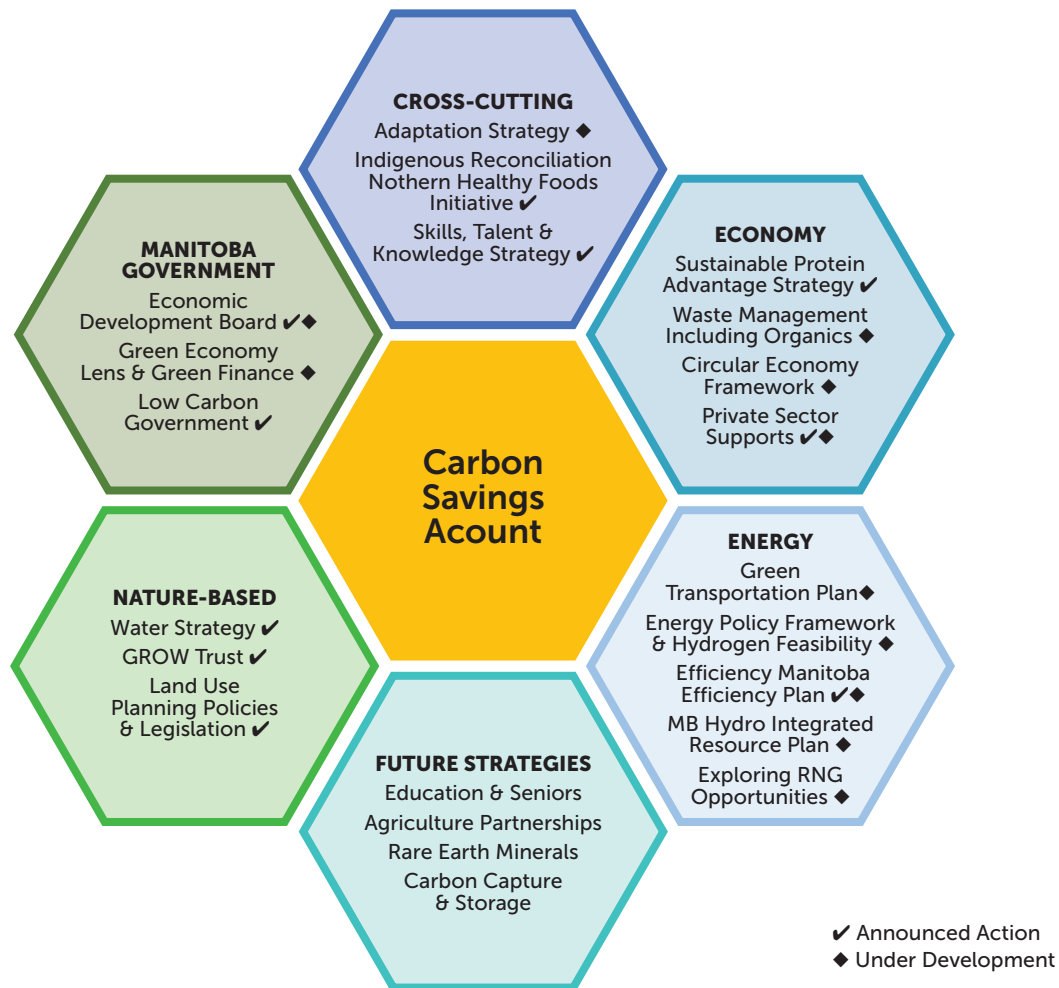 CROSS-CUTTING
Adaptation Strategy ◆
Indigenous Reconciliation
Nothern Healthy Foods
Initiative ✔
Skills, Talent &
Knowledge Strategy ✔
MANITOBA
GOVERNMENT
Economic
Development Board ✔◆
Green Economy
Lens & Green Finance ◆
Low Carbon
Government ✔
ECONOMY
Sustainable Protein
Advantage Strategy ✔
Waste Management
Including Organics ◆
Circular Economy
Framework ◆
Private Sector
Supports ✔◆
Carbon
Savings
Acount
NATURE-BASED
Water Strategy ✔
GROW Trust ✔
Land Use
Planning Policies
& Legislation ✔
ENERGY
Green
Transportation Plan◆
Energy Policy Framework
& Hydrogen Feasibility ◆
Efficiency Manitoba
Efficiency Plan ✔◆
MB Hydro Integrated
Resource Plan ◆
Exploring RNG
Opportunities ◆
FUTURE STRATEGIES
Education & Seniors
Agriculture Partnerships
Rare Earth Minerals
Carbon Capture
& Storage
✔ Announced Action
◆ Under Development